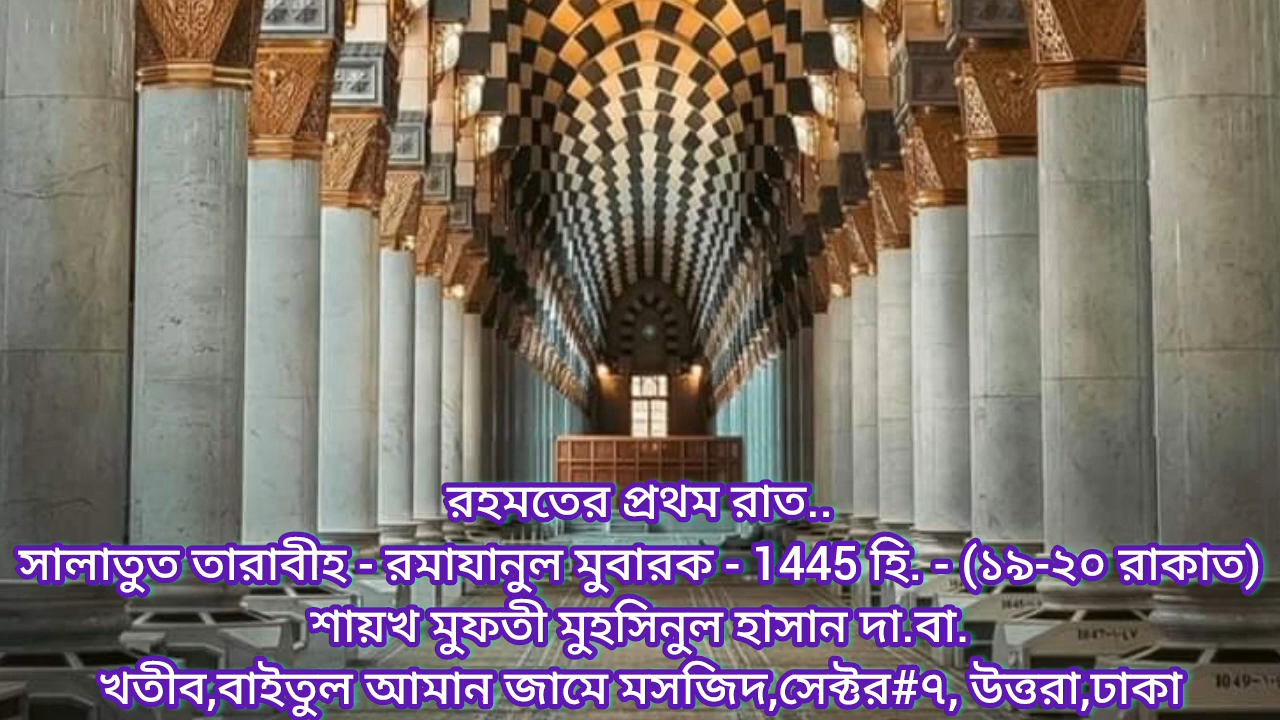 রহমতের প্রথম রাত..
সালাতুত তারাবীহ - রমাযানুল মুবারক - 1445 হি. - (১৯-২০ রাকাত)
শায়খ মুফতী মুহসিনুল হাসান দা.বা.
খতীব,বাইতুল আমান জামে মসজিদ,সেক্টর#৭, উত্তরা,ঢাকা